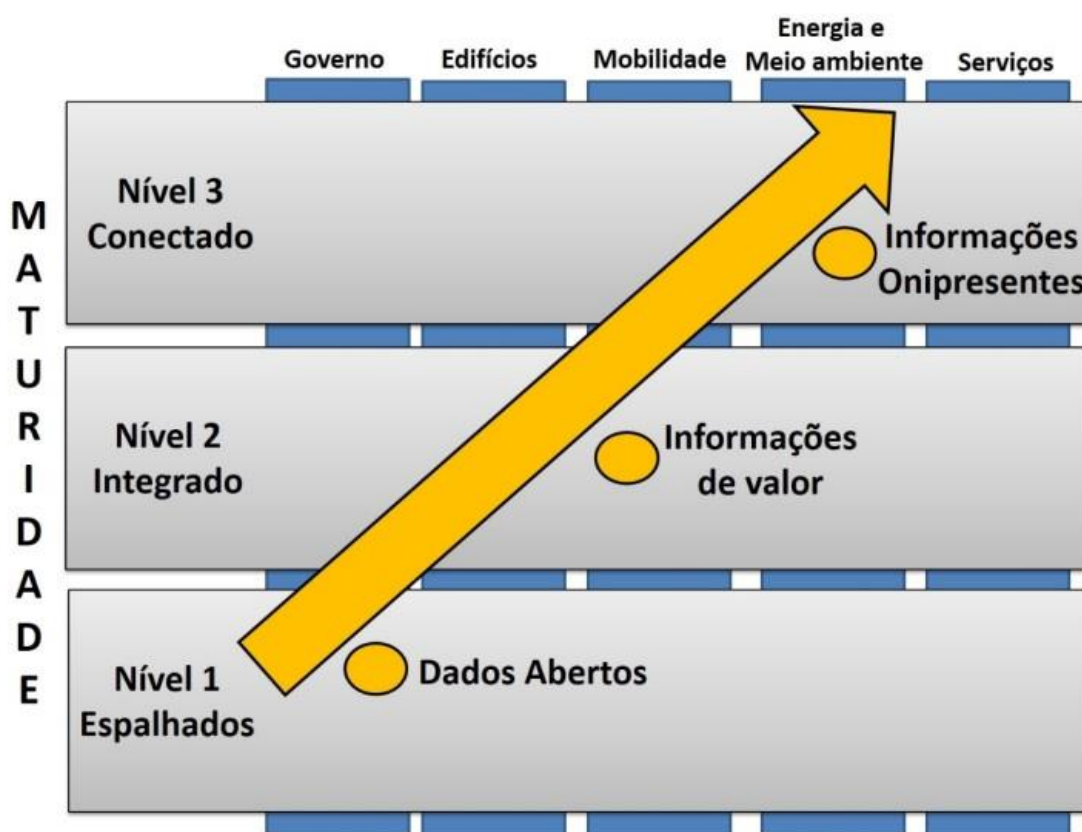 Governo
Edifícios
Mobilidade
Energia e
Meio ambiente
Serviços
MATURIDADE
Nível 3
Conectado
Informações
Onipresentes
Nível 2
Integrado
Informações
de valor
Nível 1
Espalhados
Dados Abertos